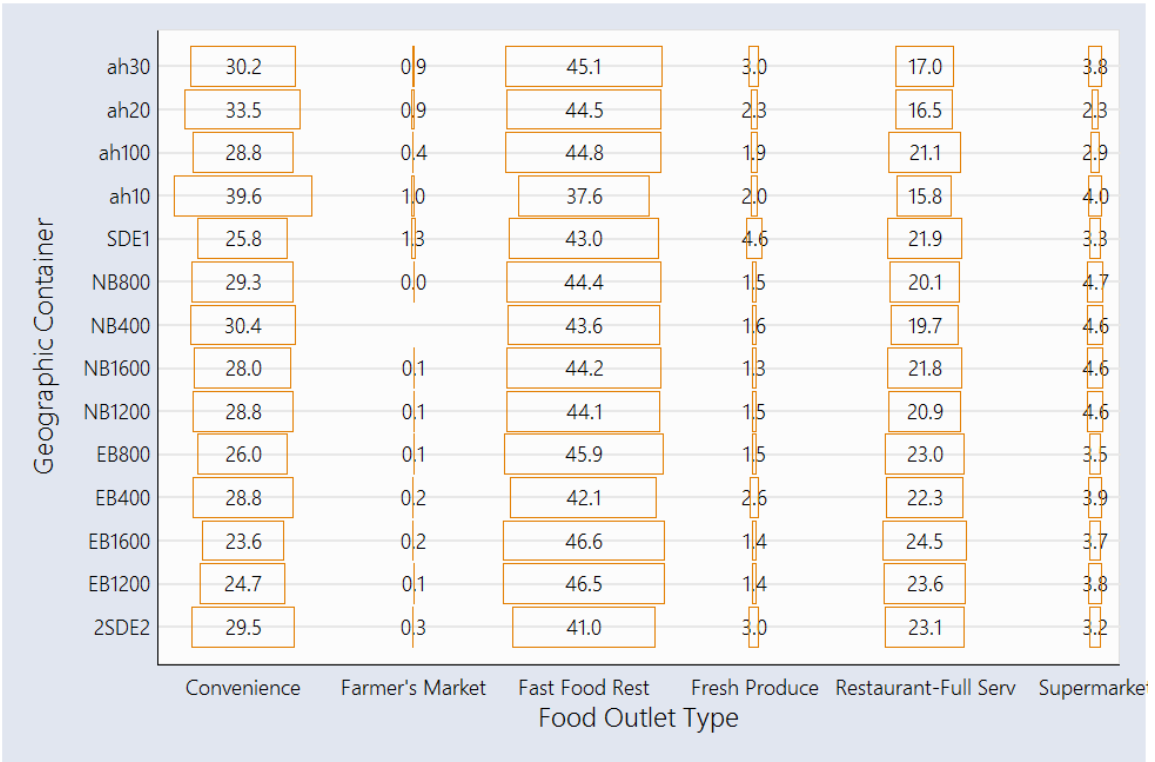 ah30 30.2 0.9 45.1 3.0 17.0 3.8
ah20 33.5 0.9 44.5 2.3 16.5 2.3
ah100 28.8 0.4 44.8 1.9 21.1 2.9
ah10 39.6 1.0 37.6 2.0 15.8 4.0
SDE1 25.8 1.3 43.0 4.6 21.9 3.3
NB800 29.3 0.0 44.4 1.5 20.1 4.7
NB400 30.4 43.6 1.6 19.7 4.6
NB1600 28.0 0.1 44.2 1.3 21.8 4.6
NB1200 28.8 0.1 44.1 1.5 20.9 4.6
EB800 26.0 0.1 45.9 1.5 23.0 3.5
EB400 28.8 0.2 42.1 2.6 22.3 3.9
EB1600 23.6 0.2 46.6 1.4 24.5 3.7
EB1200 24.7 0.1 46.5 1.4 23.6 3.8
2SDE2 29.5 0.3 41.0 3.0 23.1 3.2
Geographic Container
Convenience Farmer's Market Fast Food Rest Fresh Produce Restaurant-Full Serv Supermarke
Food Outlet Type